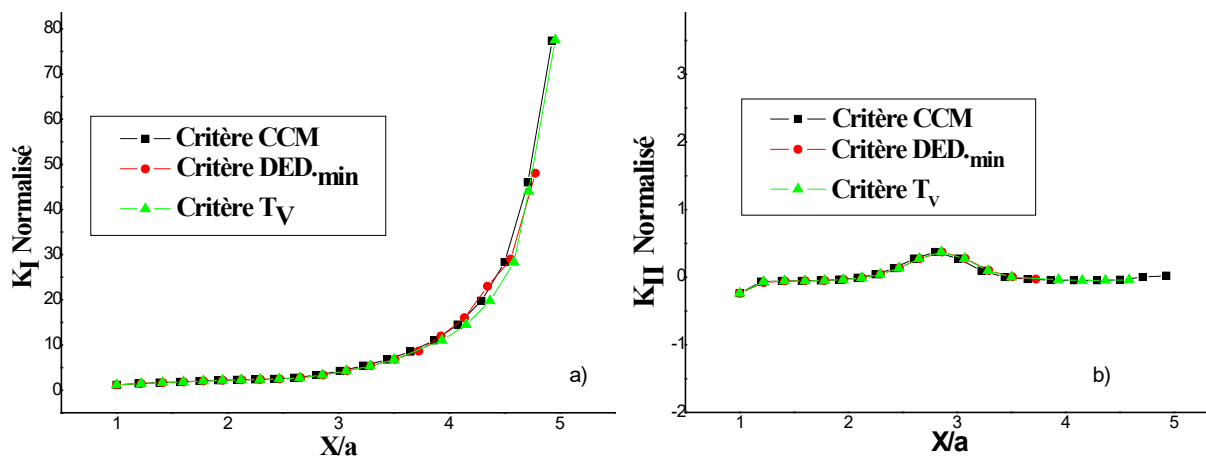 80
70
60
50
40
30
20
10
0
K_I Normalisé
Critère CCM
Critère DED._min
Critère T_V
a)
1 2 3 4 5
X/a
3
2
1
0
-1
-2
K_II Normalisé
Critère CCM
Critère DED._min
Critère T_v
b)
1 2 3 4 5
X/a